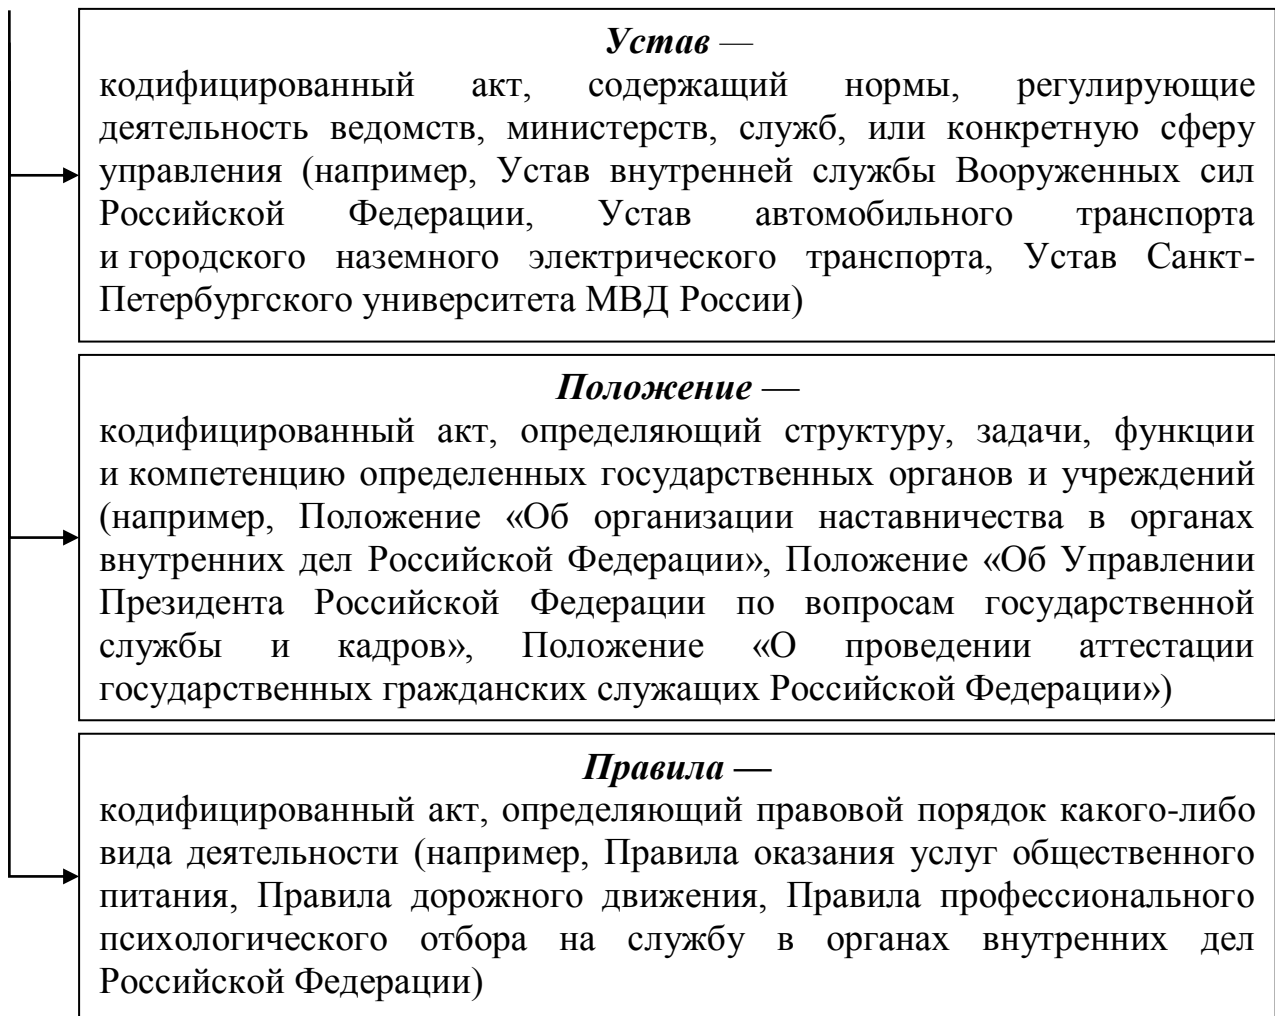 Устав —
кодифицированный акт, содержащий нормы, регулирующие
деятельность ведомств, министерств, служб, или конкретную сферу
управления (например, Устав внутренней службы Вооруженных сил
Российской Федерации, Устав автомобильного транспорта
и городского наземного электрического транспорта, Устав Санкт-
Петербургского университета МВД России)
Положение —
кодифицированный акт, определяющий структуру, задачи, функции
и компетенцию определенных государственных органов и учреждений
(например, Положение «Об организации наставничества в органах
внутренних дел Российской Федерации», Положение «Об Управлении
Президента Российской Федерации по вопросам государственной
службы и кадров», Положение «О проведении аттестации
государственных гражданских служащих Российской Федерации»)
Правила —
кодифицированный акт, определяющий правовой порядок какого-либо
вида деятельности (например, Правила оказания услуг общественного
питания, Правила дорожного движения, Правила профессионального
психологического отбора на службу в органах внутренних дел
Российской Федерации)